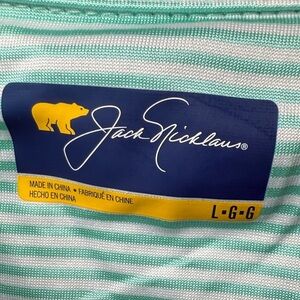 Jack Nicklaus®
MADE IN CHINA • FABRIQUÉ EN CHINE
HECHO EN CHINA
L•G•G